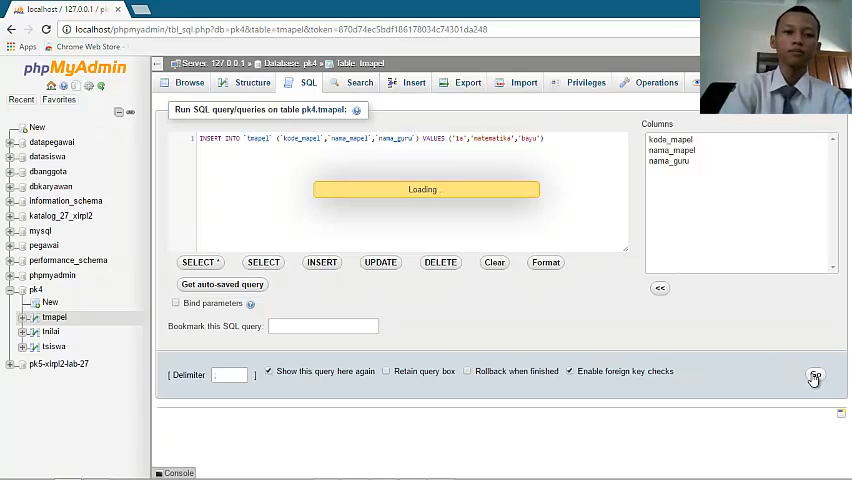 localhost / 127.0.0.1 / pk
localhost/phpmyadmin/tbl_sql.php?db=pk4&table=tmapel&token=870d74ec5bdf186178034c74301da248
Apps
Chrome Web Store -
phpMyAdmin
Recent
Favorites
New
datapegawai
datasiswa
dbanggota
dbkaryawan
information_schema
katalog_27_xirpl2
mysql
pegawai
performance_schema
phpmyadmin
pk4
New
tmapel
tnilai
tsiswa
pk5-xirpl2-lab-27
Server: 127.0.0.1 » Database: pk4 » Table: tmapel
Browse
Structure
SQL
Search
Insert
Export
Import
Privileges
Operations
Run SQL query/queries on table pk4.tmapel:
1 INSERT INTO `tmapel` (`kode_mapel`,`nama_mapel`,`nama_guru`) VALUES ('1a','matematika','bayu')
Loading...
Columns
kode_mapel
nama_mapel
nama_guru
<<
SELECT *
SELECT
INSERT
UPDATE
DELETE
Clear
Format
Get auto-saved query
Bind parameters
Bookmark this SQL query:
[ Delimiter ; ]
Show this query here again
Retain query box
Rollback when finished
Enable foreign key checks
Go
Console